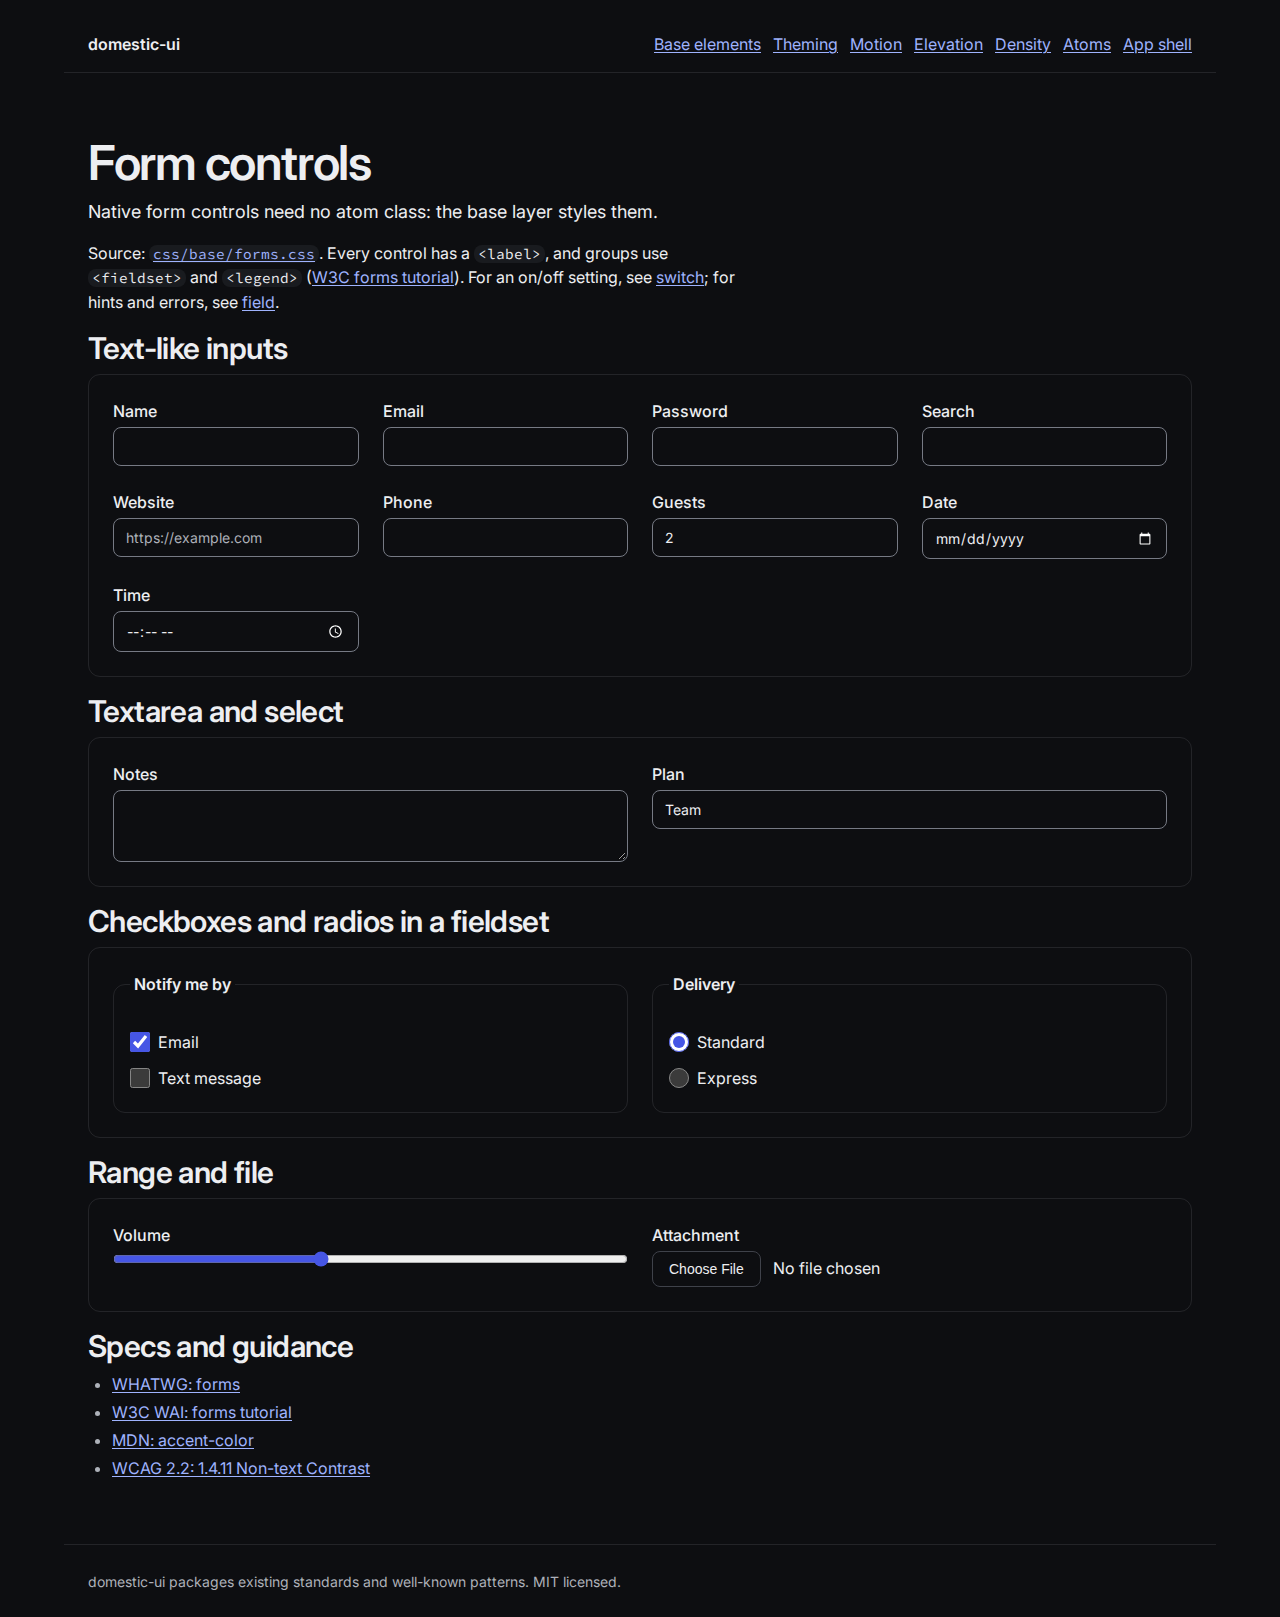 domestic-ui
Base elements Theming Motion Elevation Density Atoms App shell
Form controls
Native form controls need no atom class: the base layer styles them.
Source: css/base/forms.css. Every control has a <label>, and groups use
<fieldset> and <legend> (W3C forms tutorial). For an on/off setting, see switch; for
hints and errors, see field.
Text-like inputs
Name Email Password Search
Website Phone Guests Date
https://example.com 2 mm/dd/yyyy
Time
--:-- --
Textarea and select
Notes Plan
Team
Checkboxes and radios in a fieldset
Notify me by Delivery
Email Standard
Text message Express
Range and file
Volume Attachment
Choose File No file chosen
Specs and guidance
WHATWG: forms
W3C WAI: forms tutorial
MDN: accent-color
WCAG 2.2: 1.4.11 Non-text Contrast
domestic-ui packages existing standards and well-known patterns. MIT licensed.